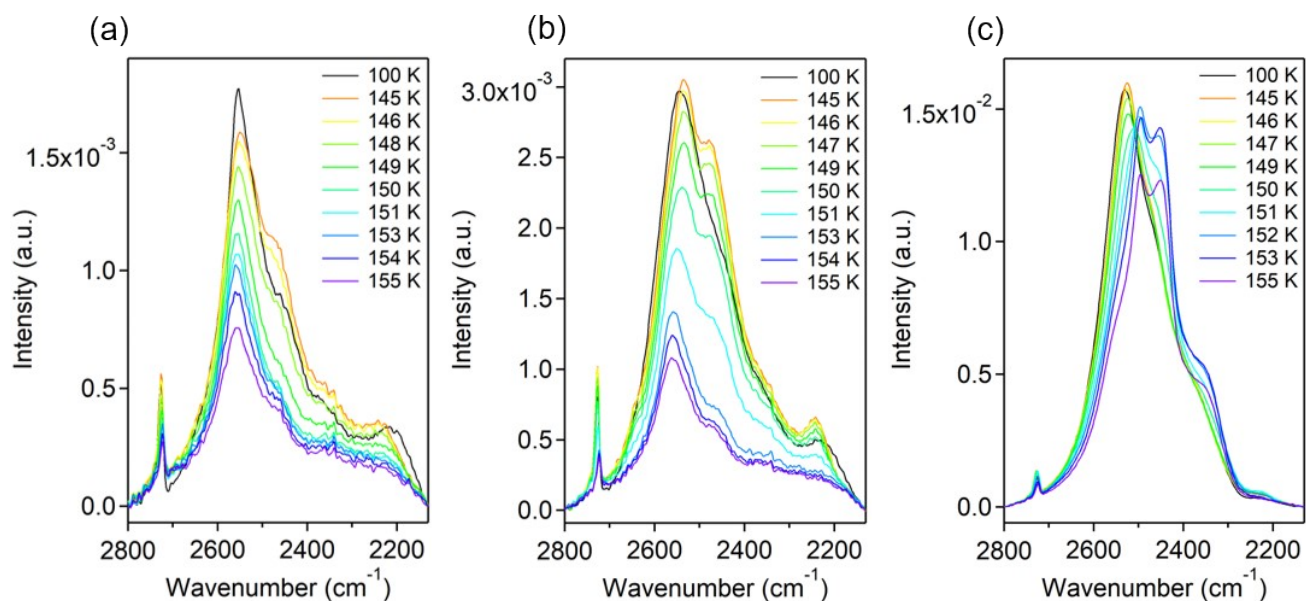 (a)
(b)
(c)
1.5x10⁻³
1.0
0.5
0.0
Intensity (a.u.)
100 K
145 K
146 K
148 K
149 K
150 K
151 K
153 K
154 K
155 K
2800 2600 2400 2200
Wavenumber (cm⁻¹)
3.0x10⁻³
2.5
2.0
1.5
1.0
0.5
0.0
Intensity (a.u.)
100 K
145 K
146 K
147 K
149 K
150 K
151 K
153 K
154 K
155 K
2800 2600 2400 2200
Wavenumber (cm⁻¹)
1.5x10⁻²
1.0
0.5
0.0
Intensity (a.u.)
100 K
145 K
146 K
147 K
149 K
150 K
151 K
152 K
153 K
155 K
2800 2600 2400 2200
Wavenumber (cm⁻¹)